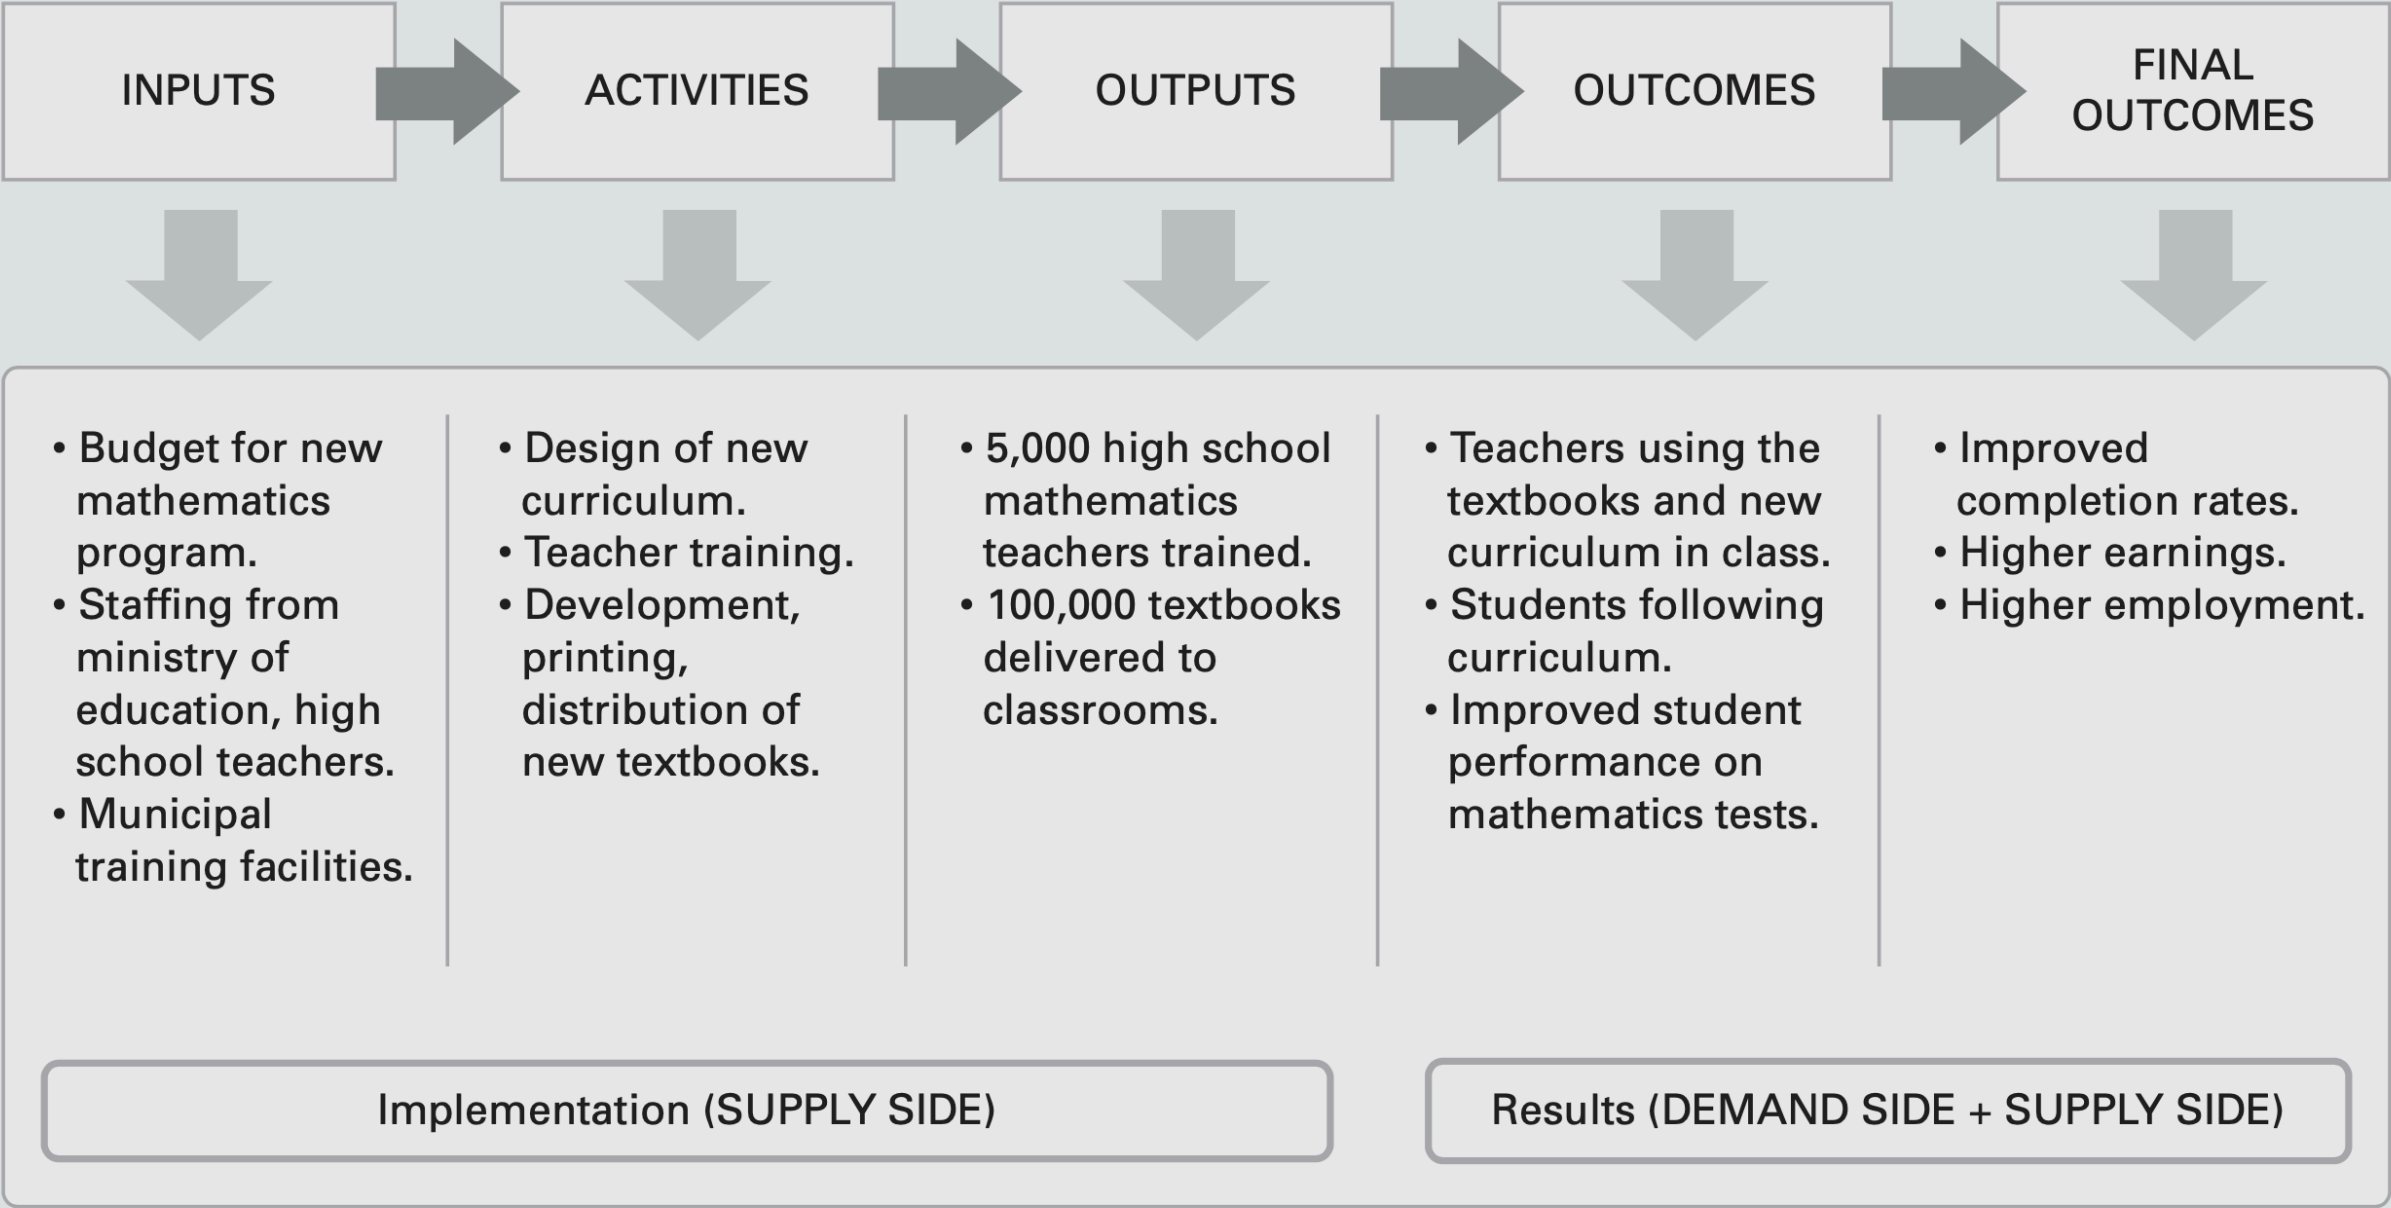 INPUTS
ACTIVITIES
OUTPUTS
OUTCOMES
FINAL
OUTCOMES
• Budget for new
mathematics
program.
• Staffing from
ministry of
education, high
school teachers.
• Municipal
training facilities.
• Design of new
curriculum.
• Teacher training.
• Development,
printing,
distribution of
new textbooks.
• 5,000 high school
mathematics
teachers trained.
• 100,000 textbooks
delivered to
classrooms.
• Teachers using the
textbooks and new
curriculum in class.
• Students following
curriculum.
• Improved student
performance on
mathematics tests.
• Improved
completion rates.
• Higher earnings.
• Higher employment.
Implementation (SUPPLY SIDE)
Results (DEMAND SIDE + SUPPLY SIDE)